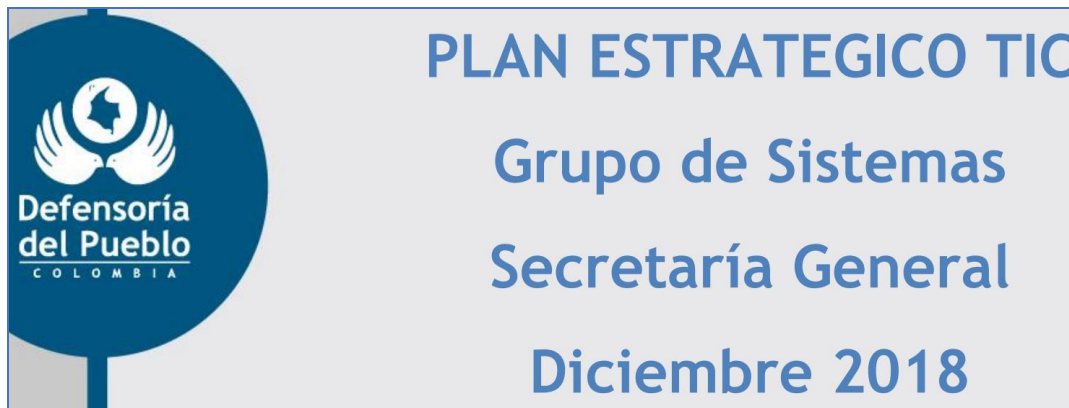 PLAN ESTRATEGICO TIC
Grupo de Sistemas
Secretaría General
Diciembre 2018
Defensoría
del Pueblo
COLOMBIA